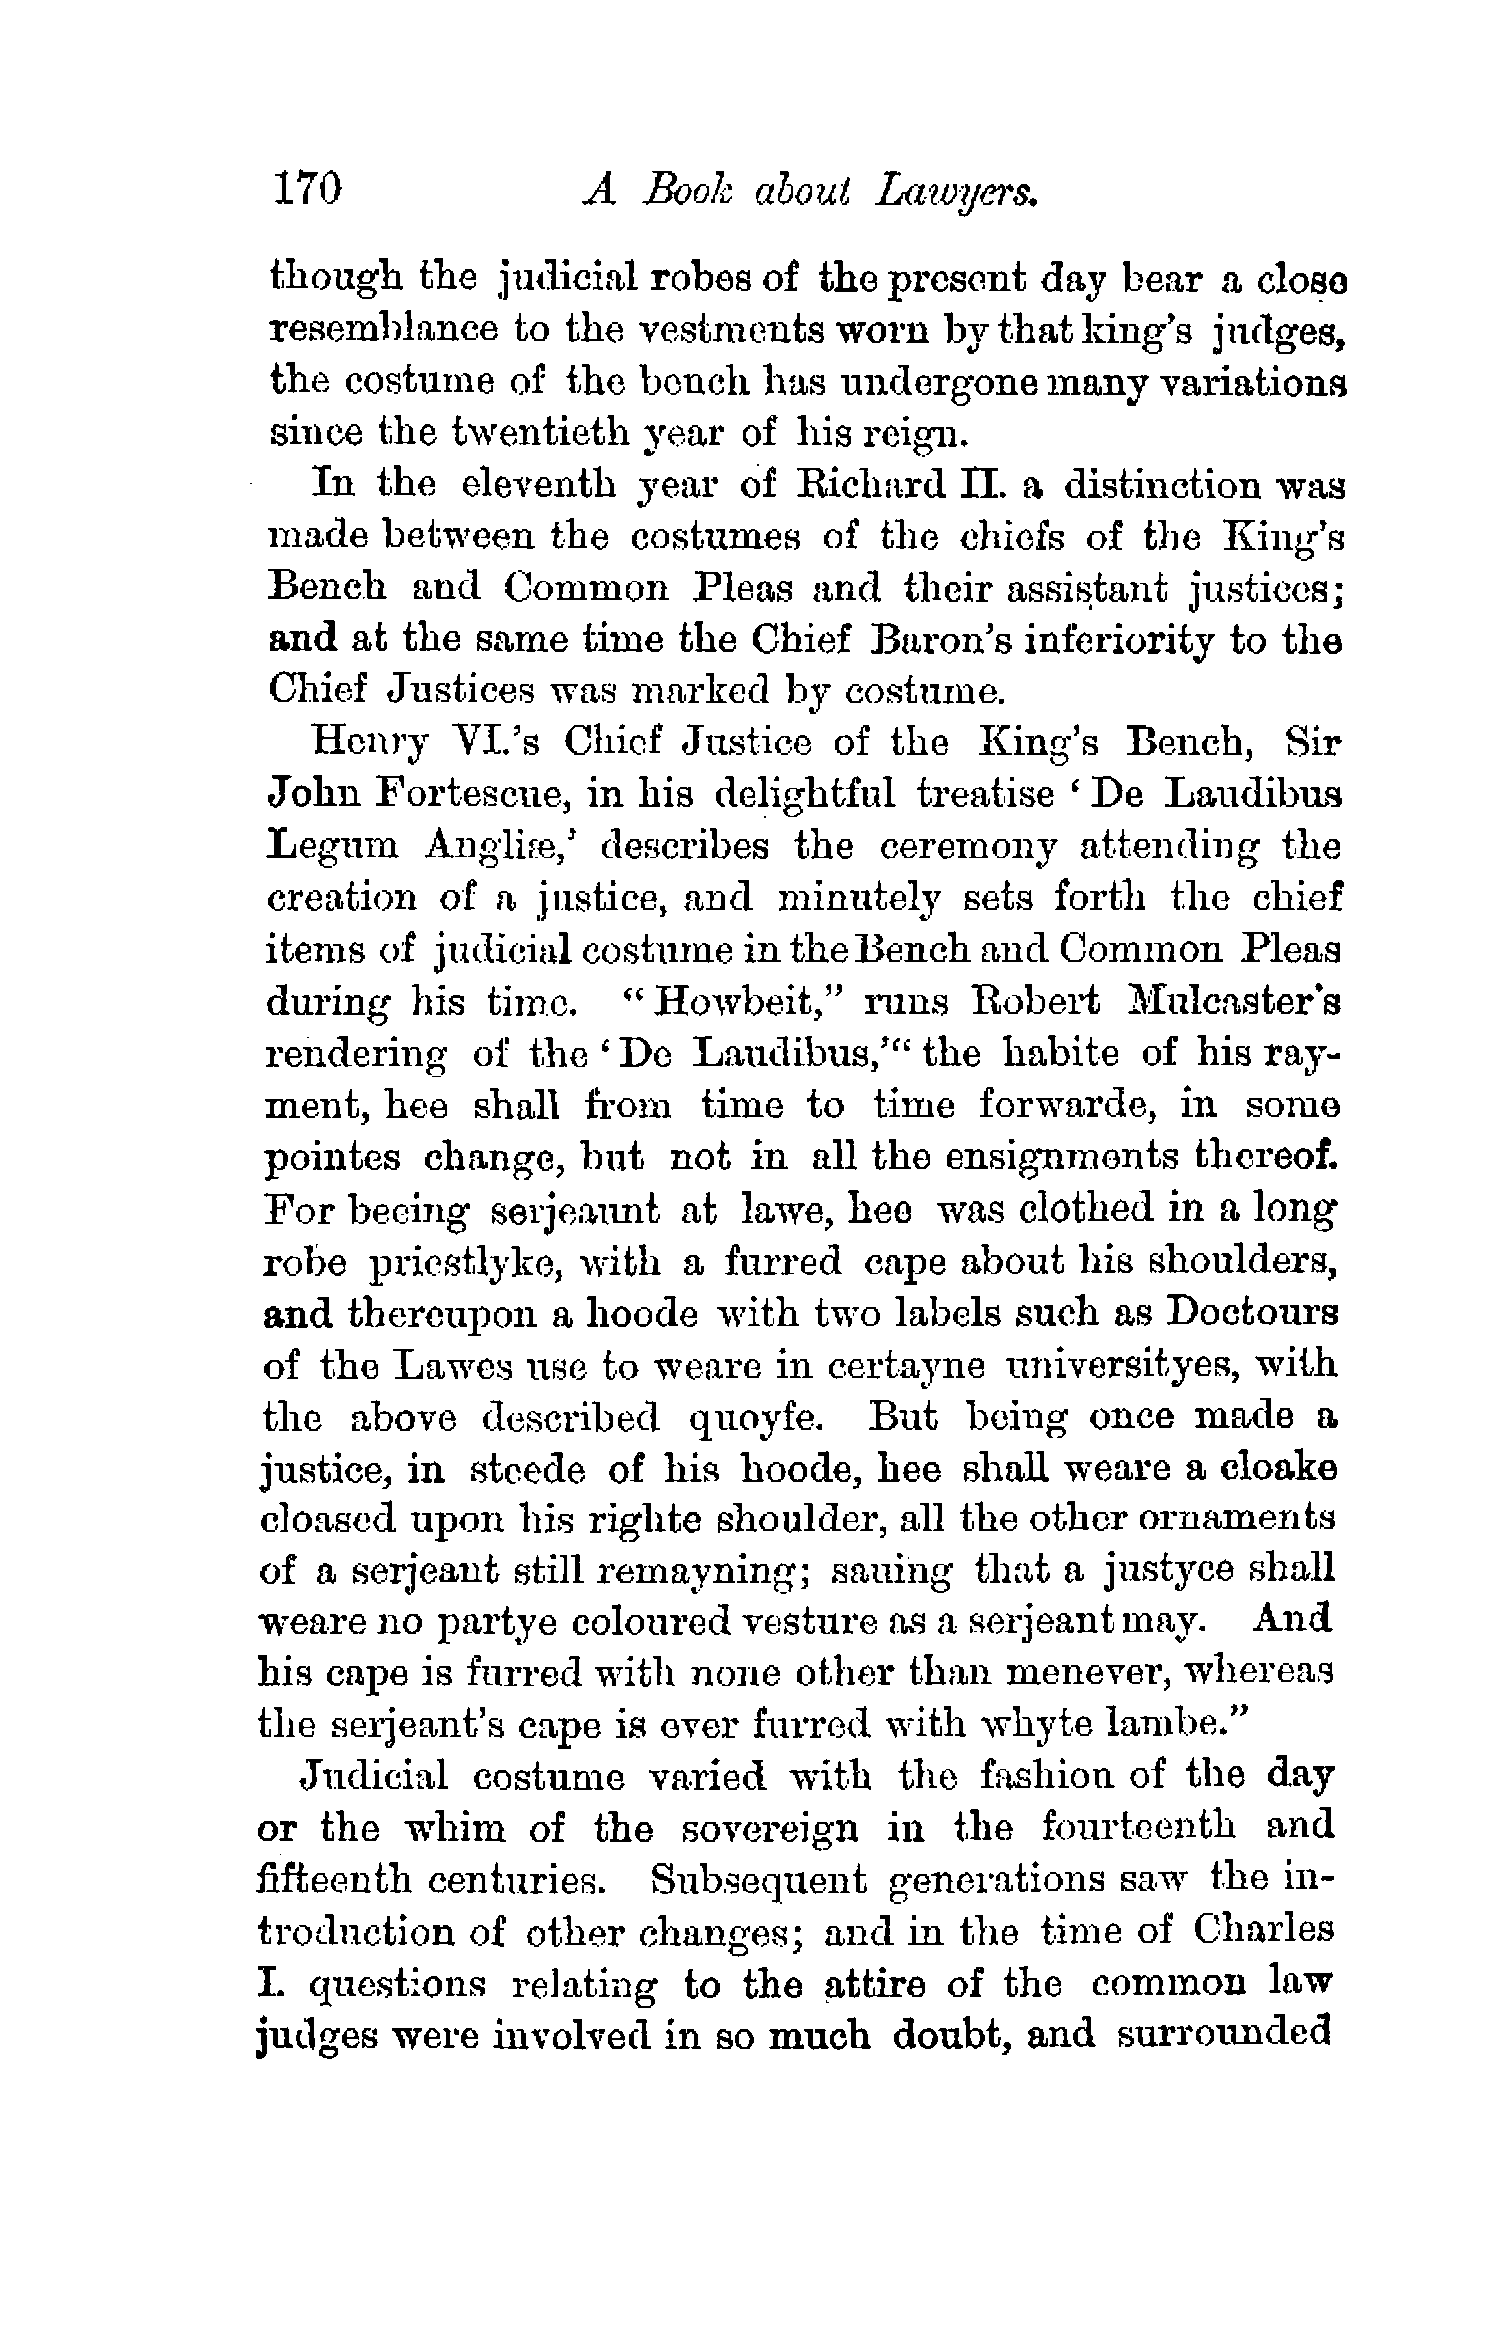 170 A Book about Lawyers.
though the judicial robes of the present day bear a close
resemblance to the vestments worn by that king's judges,
the costume of the bench has undergone many variations
since the twentieth year of his reign.
In the eleventh year of Richard II. a distinction was
made between the costumes of the chiefs of the King's
Bench and Common Pleas and their assistant justices;
and at the same time the Chief Baron's inferiority to the
Chief Justices was marked by costume.
Henry VI.'s Chief Justice of the King's Bench, Sir
John Fortescue, in his delightful treatise ‘De Laudibus
Legum Angliæ,’ describes the ceremony attending the
creation of a justice, and minutely sets forth the chief
items of judicial costume in the Bench and Common Pleas
during his time. “Howbeit,” runs Robert Mulcaster's
rendering of the ‘De Laudibus,’“ the habite of his ray-
ment, hee shall from time to time forwarde, in some
pointes change, but not in all the ensignments thereof.
For beeing serjeaunt at lawe, hee was clothed in a long
robe priestlyke, with a furred cape about his shoulders,
and thereupon a hoode with two labels such as Doctours
of the Lawes use to weare in certayne universityes, with
the above described quoyfe. But being once made a
justice, in steede of his hoode, hee shall weare a cloake
cloased upon his righte shoulder, all the other ornaments
of a serjeant still remayning; sauing that a justyce shall
weare no partye coloured vesture as a serjeant may. And
his cape is furred with none other than menever, whereas
the serjeant's cape is ever furred with whyte lambe.”
Judicial costume varied with the fashion of the day
or the whim of the sovereign in the fourteenth and
fifteenth centuries. Subsequent generations saw the in-
troduction of other changes; and in the time of Charles
I. questions relating to the attire of the common law
judges were involved in so much doubt, and surrounded